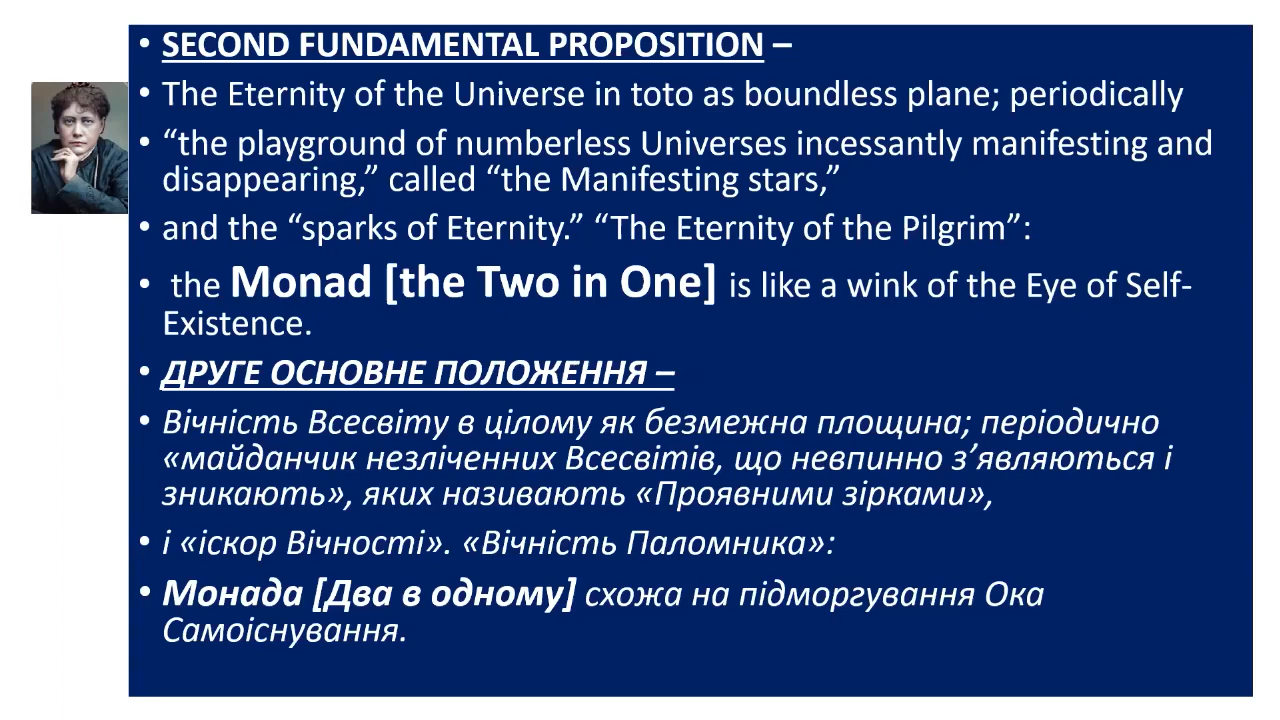 • SECOND FUNDAMENTAL PROPOSITION –
• The Eternity of the Universe in toto as boundless plane; periodically
• “the playground of numberless Universes incessantly manifesting and
disappearing,” called “the Manifesting stars,”
• and the “sparks of Eternity.” “The Eternity of the Pilgrim”:
• the Monad [the Two in One] is like a wink of the Eye of Self-
Existence.
• ДРУГЕ ОСНОВНЕ ПОЛОЖЕННЯ –
• Вічність Всесвіту в цілому як безмежна площина; періодично
«майданчик незліченних Всесвітів, що невпинно з’являються і
зникають», яких називають «Проявними зірками»,
• і «іскор Вічності». «Вічність Паломника»:
• Монада [Два в одному] схожа на підморгування Ока
Самоіснування.